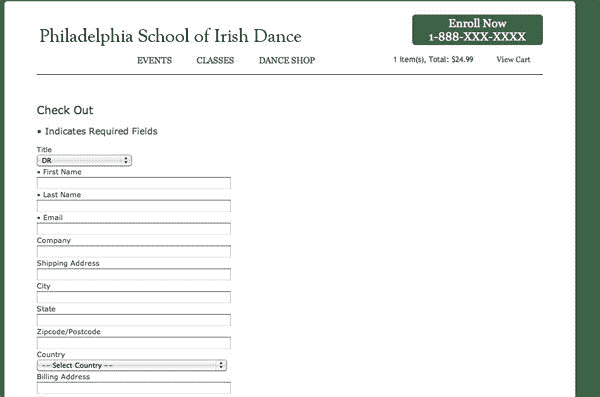 Enroll Now
1-888-XXX-XXXX
Philadelphia School of Irish Dance
EVENTS CLASSES DANCE SHOP 1 Item(s), Total: $24.99 View Cart
Check Out
• Indicates Required Fields
Title
DR
• First Name
• Last Name
• Email
Company
Shipping Address
City
State
Zipcode/Postcode
Country
-- Select Country --
Billing Address